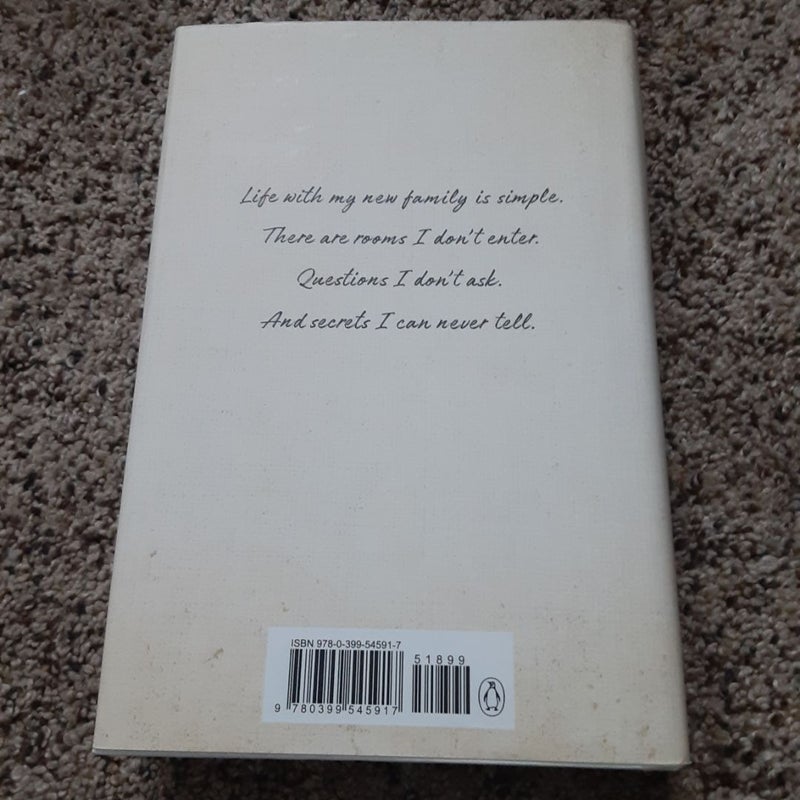 Life with my new family is simple.
There are rooms I don't enter.
Questions I don't ask.
And secrets I can never tell.
ISBN 978-0-399-54591-7
51899
9 780399 545917